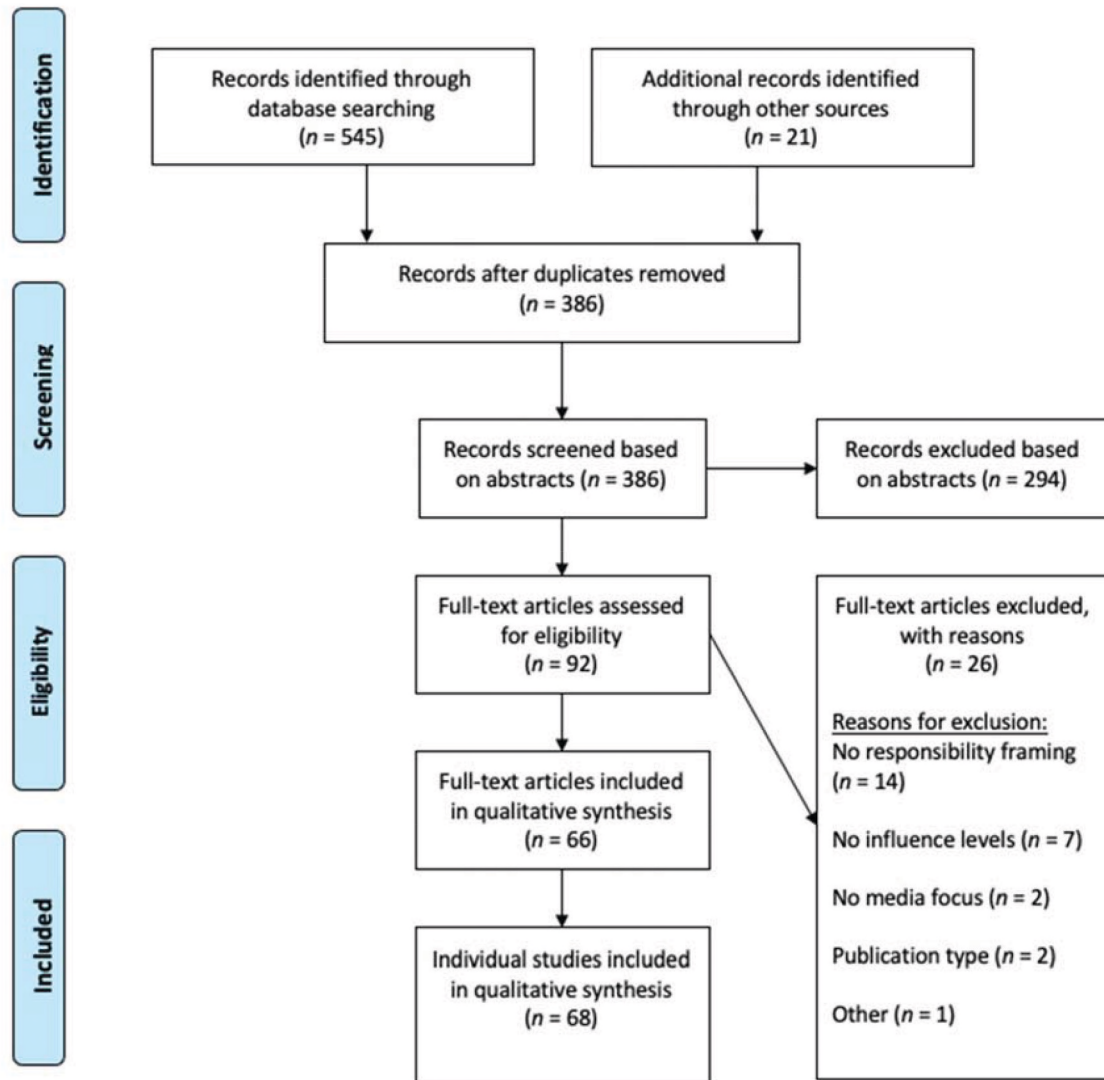 Identification
Records identified through
database searching
(n = 545)
Additional records identified
through other sources
(n = 21)
Records after duplicates removed
(n = 386)
Screening
Records screened based
on abstracts (n = 386)
Records excluded based
on abstracts (n = 294)
Eligibility
Full-text articles assessed
for eligibility
(n = 92)
Full-text articles excluded,
with reasons
(n = 26)
Reasons for exclusion:
No responsibility framing
(n = 14)
No influence levels (n = 7)
No media focus (n = 2)
Publication type (n = 2)
Other (n = 1)
Full-text articles included
in qualitative synthesis
(n = 66)
Included
Individual studies included
in qualitative synthesis
(n = 68)